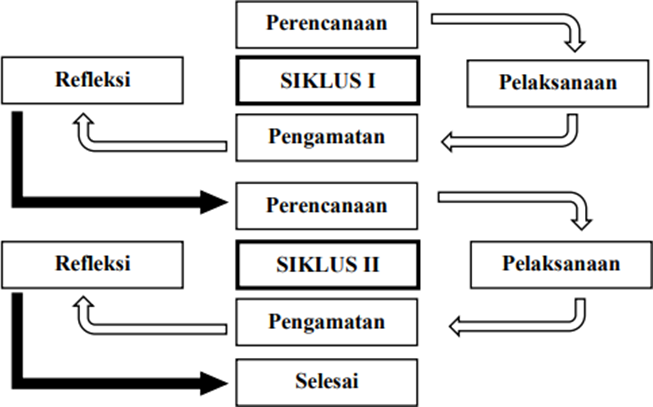 Perencanaan
Refleksi
SIKLUS I
Pelaksanaan
Pengamatan
Perencanaan
Refleksi
SIKLUS II
Pelaksanaan
Pengamatan
Selesai